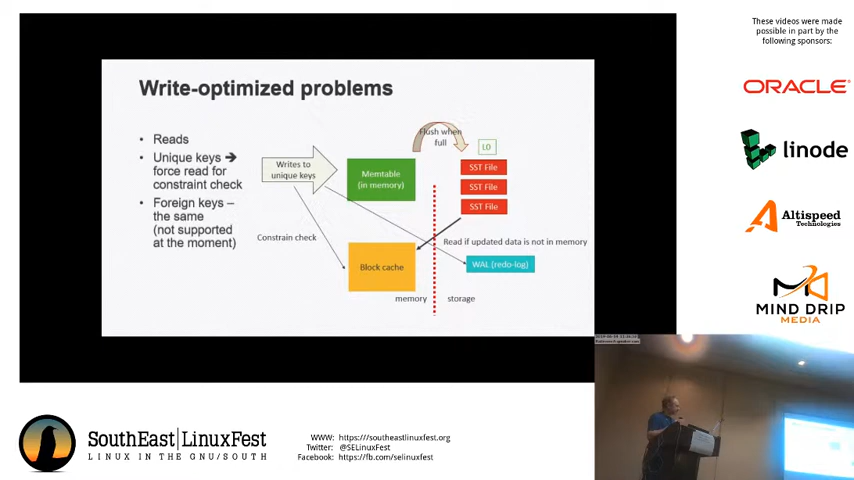 These videos were made
possible in part by the
following sponsors:
ORACLE
linode
Altispeed
Technologies
MIND DRIP
MEDIA
Write-optimized problems
• Reads
• Unique keys 🡪
force read for
constraint check
• Foreign keys –
the same
(not supported
at the moment)
Writes to
unique keys
Memtable
(in memory)
Flush when
full
L0
SST File
SST File
SST File
Constrain check
Read if updated data is not in memory
Block cache
WAL (redo-log)
memory
storage
SouthEast LinuxFest
LINUX IN THE GNU/SOUTH
WWW: https://southeastlinuxfest.org
Twitter: @SELinuxFest
Facebook: https://fb.com/selinuxfest